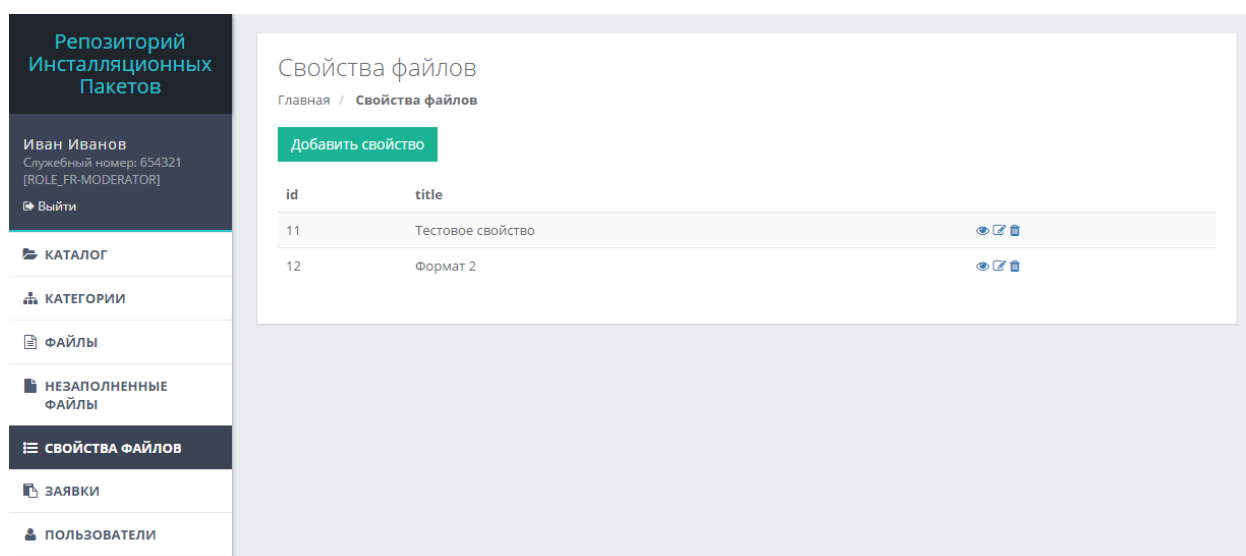 Репозиторий
Инсталляционных
Пакетов
Иван Иванов
Служебный номер: 654321
[ROLE_FR-MODERATOR]
Выйти
КАТАЛОГ
КАТЕГОРИИ
ФАЙЛЫ
НЕЗАПОЛНЕННЫЕ
ФАЙЛЫ
СВОЙСТВА ФАЙЛОВ
ЗАЯВКИ
ПОЛЬЗОВАТЕЛИ
Свойства файлов
Главная / Свойства файлов
Добавить свойство
id title
11 Тестовое свойство
12 Формат 2